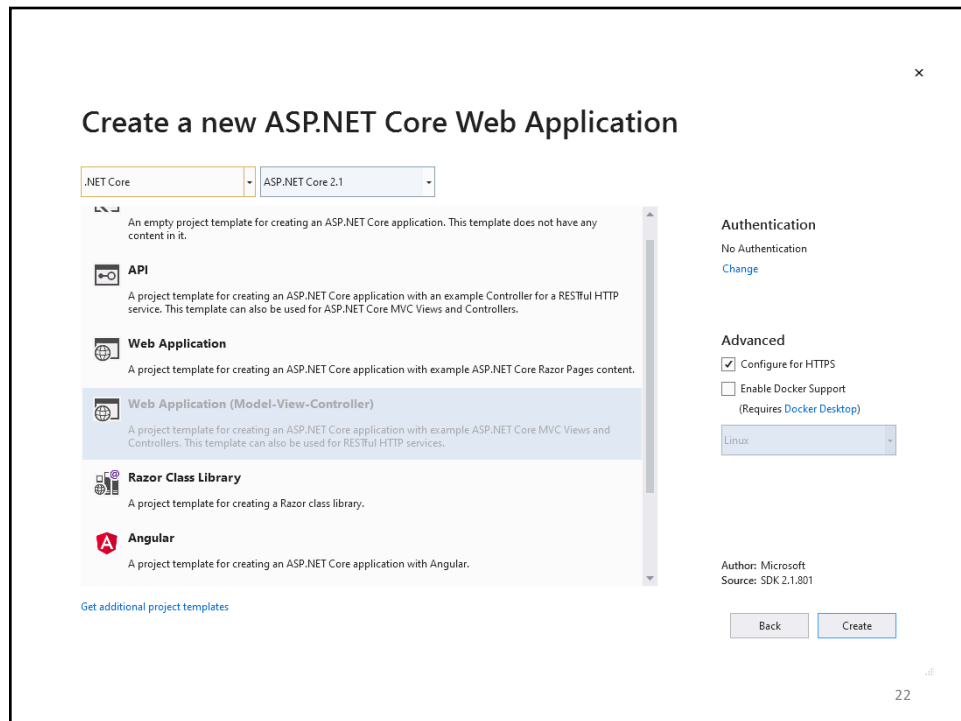 ×
Create a new ASP.NET Core Web Application
.NET Core
ASP.NET Core 2.1
An empty project template for creating an ASP.NET Core application. This template does not have any
content in it.
API
A project template for creating an ASP.NET Core application with an example Controller for a RESTful HTTP
service. This template can also be used for ASP.NET Core MVC Views and Controllers.
Web Application
A project template for creating an ASP.NET Core application with example ASP.NET Core Razor Pages content.
Web Application (Model-View-Controller)
A project template for creating an ASP.NET Core application with example ASP.NET Core MVC Views and
Controllers. This template can also be used for RESTful HTTP services.
Razor Class Library
A project template for creating a Razor class library.
Angular
A project template for creating an ASP.NET Core application with Angular.
Get additional project templates
Authentication
No Authentication
Change
Advanced
Configure for HTTPS
Enable Docker Support
(Requires Docker Desktop)
Linux
Author: Microsoft
Source: SDK 2.1.801
Back
Create
22